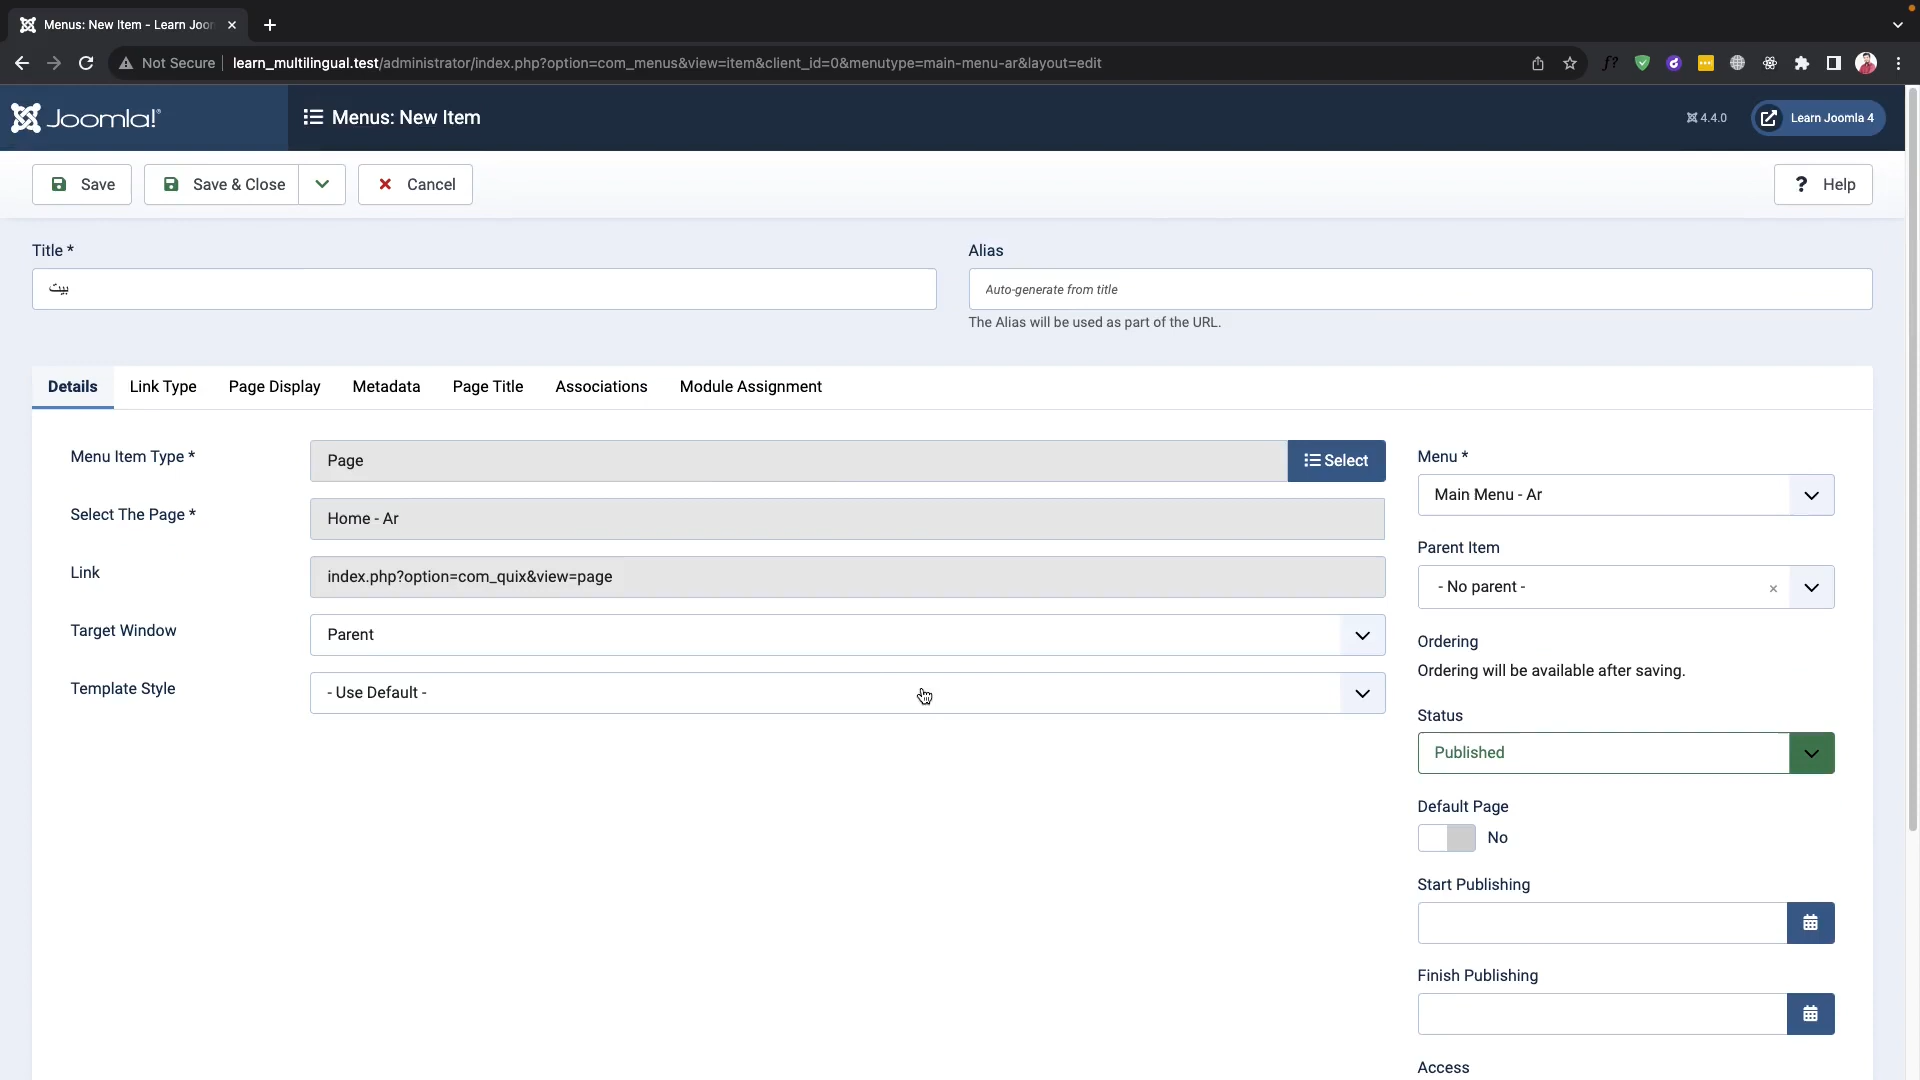 Menus: New Item - Learn Joo
Not Secure
learn_multilingual.test/administrator/index.php?option=com_menus&view=item&client_id=0&menutype=main-menu-ar&layout=edit
Joomla!®
Menus: New Item
4.4.0
Learn Joomla 4
Save
Save & Close
Cancel
? Help
Title *
Alias
بيت
Auto-generate from title
The Alias will be used as part of the URL.
Details
Link Type
Page Display
Metadata
Page Title
Associations
Module Assignment
Menu Item Type *
Page
Select
Select The Page *
Home - Ar
Link
index.php?option=com_quix&view=page
Target Window
Parent
Template Style
- Use Default -
Menu *
Main Menu - Ar
Parent Item
- No parent -
Ordering
Ordering will be available after saving.
Status
Published
Default Page
No
Start Publishing
Finish Publishing
Access